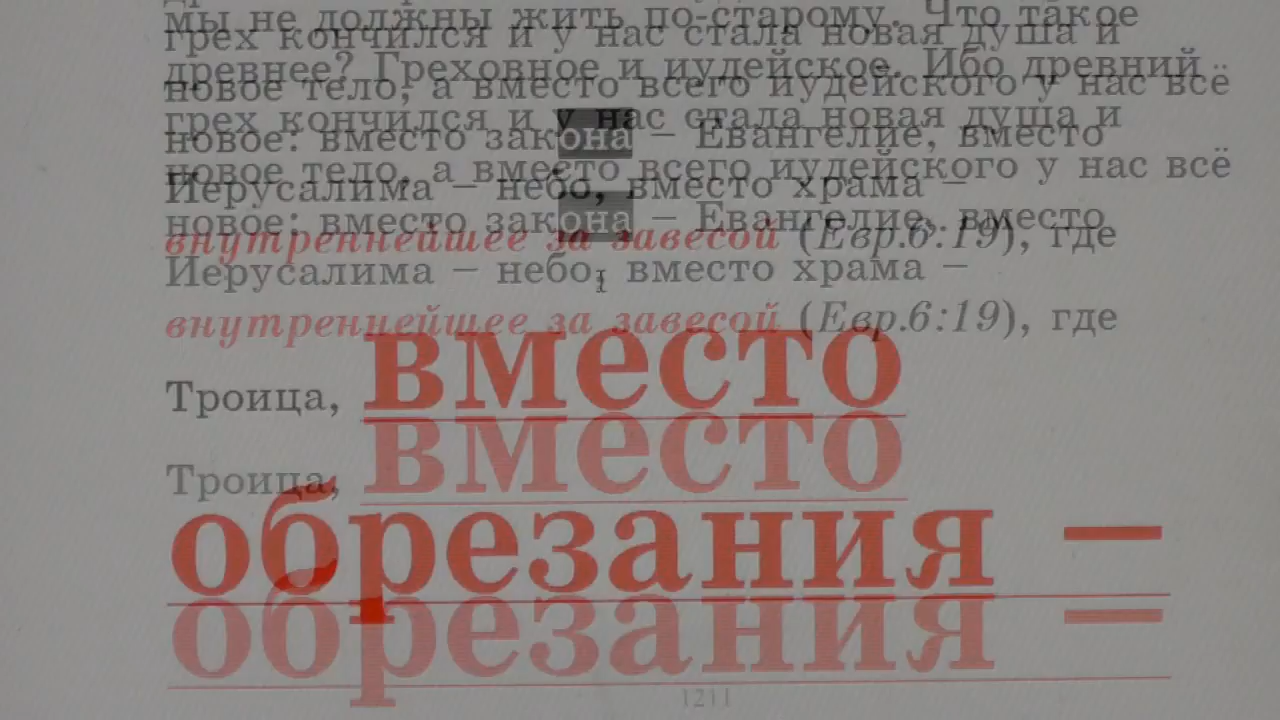 мы не должны жить по-старому. Что такое
грех кончился и у нас стала новая душа и
древнее? Греховное и иудейское. Ибо древний
новое тело, а вместо всего иудейского у нас всё
грех кончился и у нас стала новая душа и
новое: вместо закона – Евангелие, вместо
новое тело, а вместо всего иудейского у нас всё
Иерусалима – небо, вместо храма –
новое: вместо закона – Евангелие, вместо
внутреннейшее за завесой (Евр.6:19), где
Иерусалима – небо, вместо храма –
внутреннейшее за завесой (Евр.6:19), где
Троица, вместо
Троица, вместо
обрезания –
обрезания –
1211